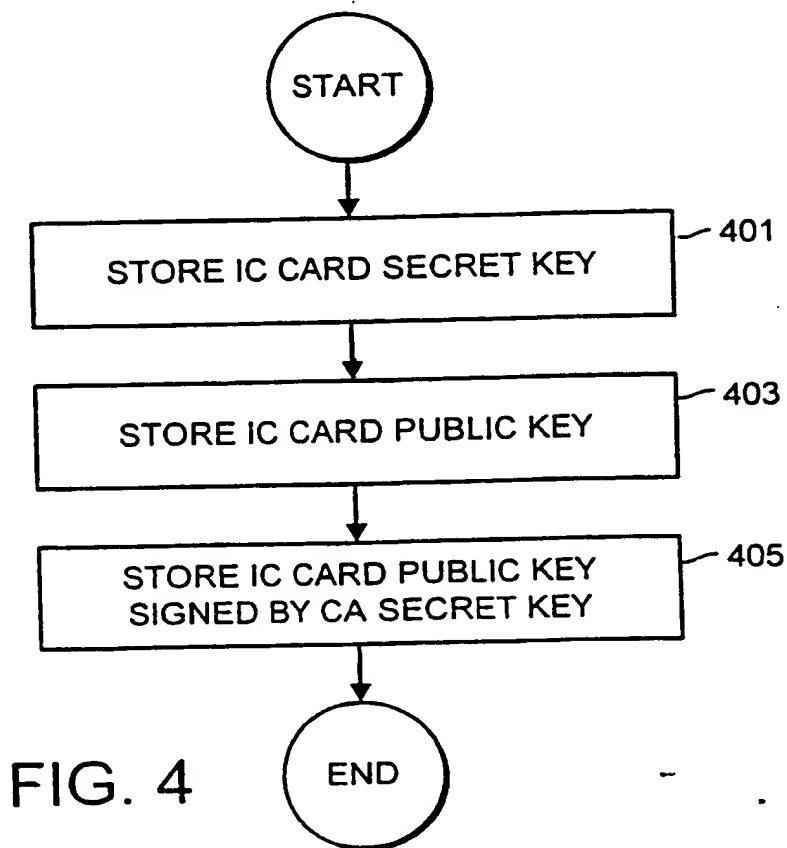 START
STORE IC CARD SECRET KEY
401
STORE IC CARD PUBLIC KEY
403
STORE IC CARD PUBLIC KEY
SIGNED BY CA SECRET KEY
405
END
FIG. 4